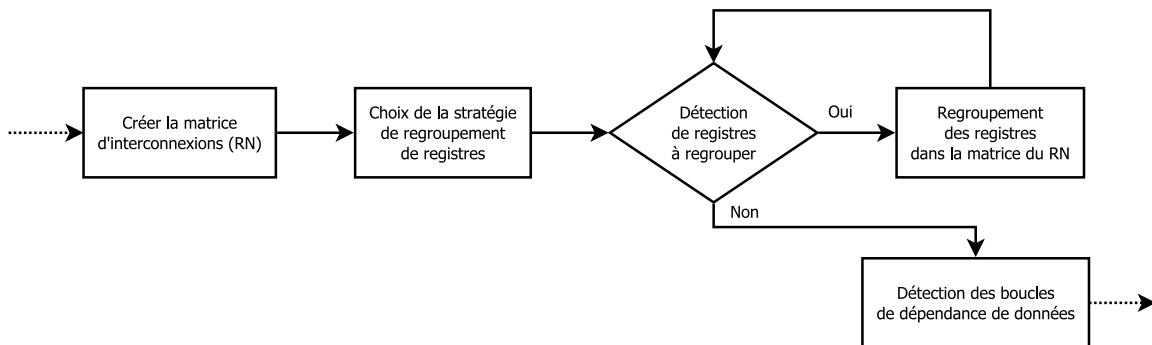 Créer la matrice
d'interconnexions (RN)
Choix de la stratégie
de regroupement
de registres
Détection
de registres
à regrouper
Oui
Regroupement
des registres
dans la matrice du RN
Non
Détection des boucles
de dépendance de données